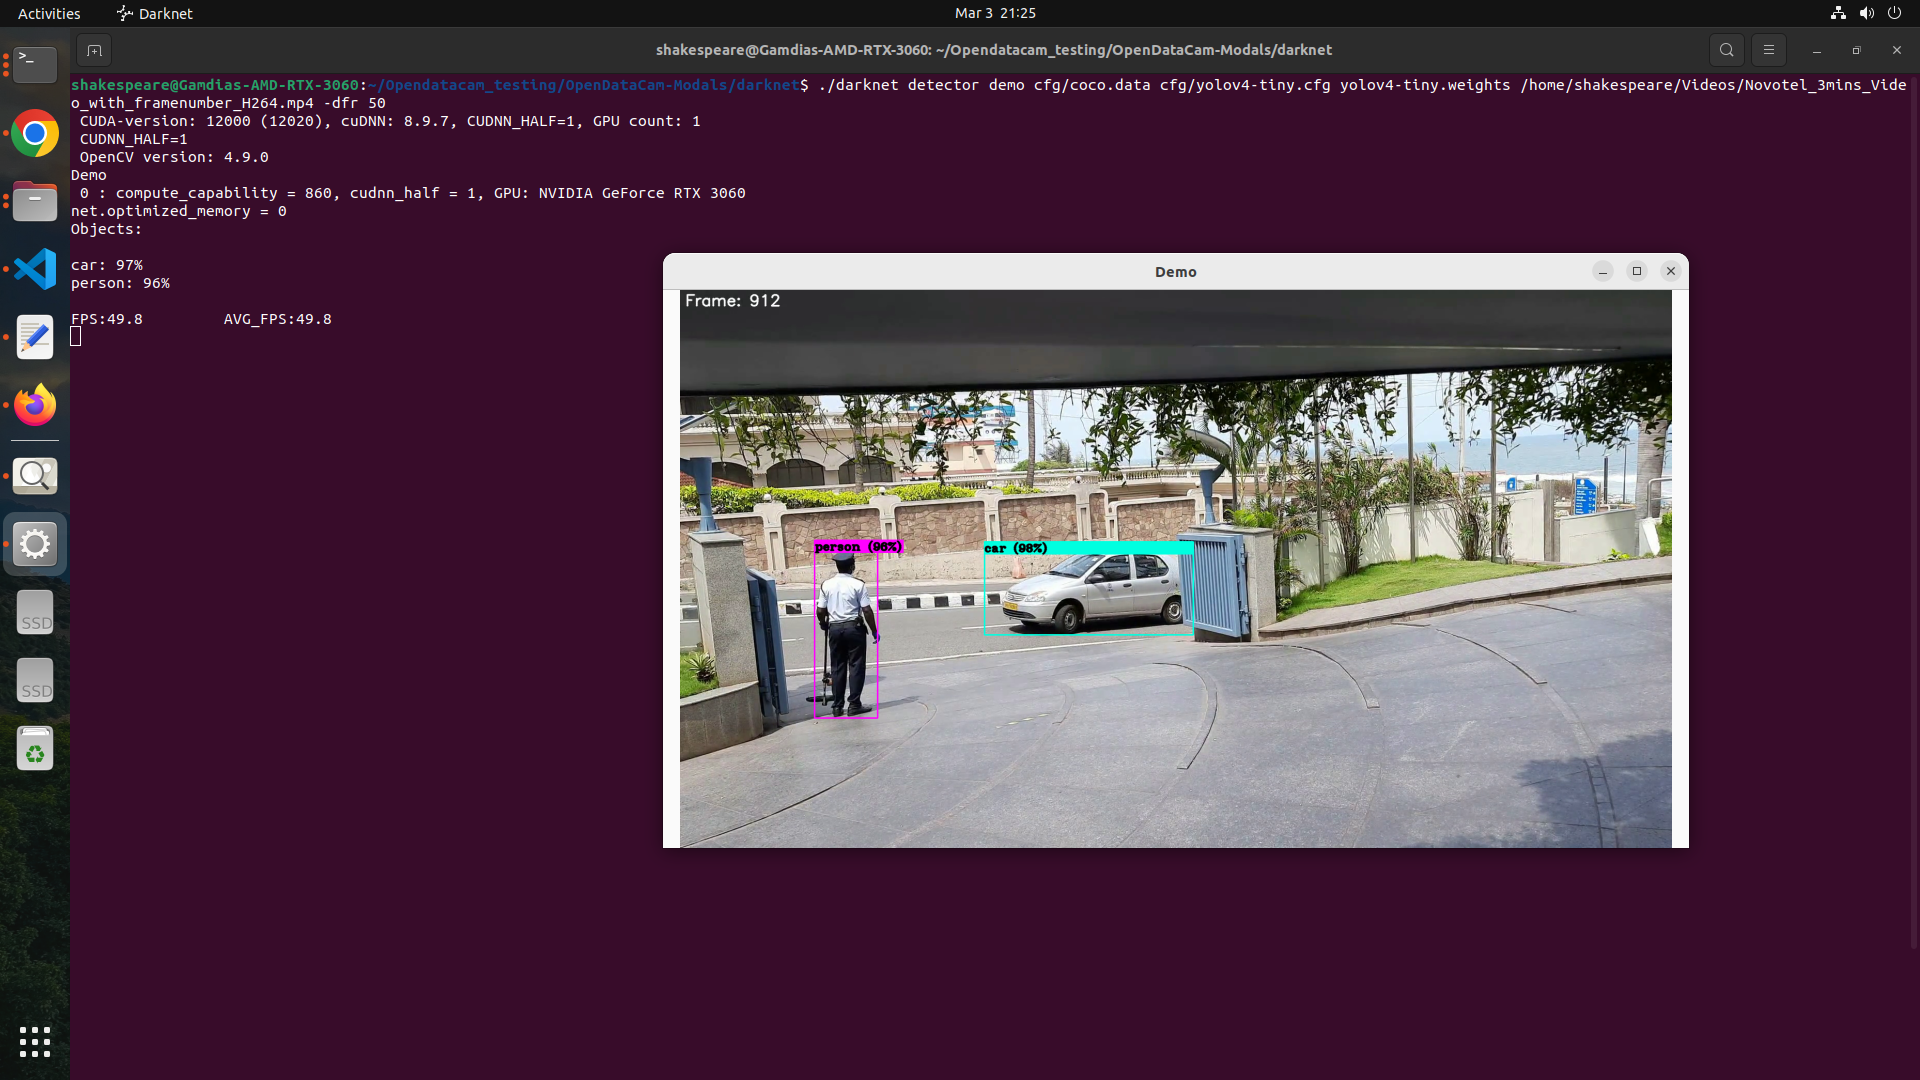 Activities
Darknet
Mar 3 21:25
shakespeare@Gamdias-AMD-RTX-3060: ~/Opendatacam_testing/OpenDataCam-Modals/darknet
shakespeare@Gamdias-AMD-RTX-3060:~/Opendatacam_testing/OpenDataCam-Modals/darknet$ ./darknet detector demo cfg/coco.data cfg/yolov4-tiny.cfg yolov4-tiny.weights /home/shakespeare/Videos/Novotel_3mins_Vide
o_with_framenumber_H264.mp4 -dfr 50
CUDA-version: 12000 (12020), cuDNN: 8.9.7, CUDNN_HALF=1, GPU count: 1
CUDNN_HALF=1
OpenCV version: 4.9.0
Demo
0 : compute_capability = 860, cudnn_half = 1, GPU: NVIDIA GeForce RTX 3060
net.optimized_memory = 0
Objects:
car: 97%
person: 96%
FPS:49.8 AVG_FPS:49.8
Demo
Frame: 912
person (96%)
car (98%)
SSD
SSD